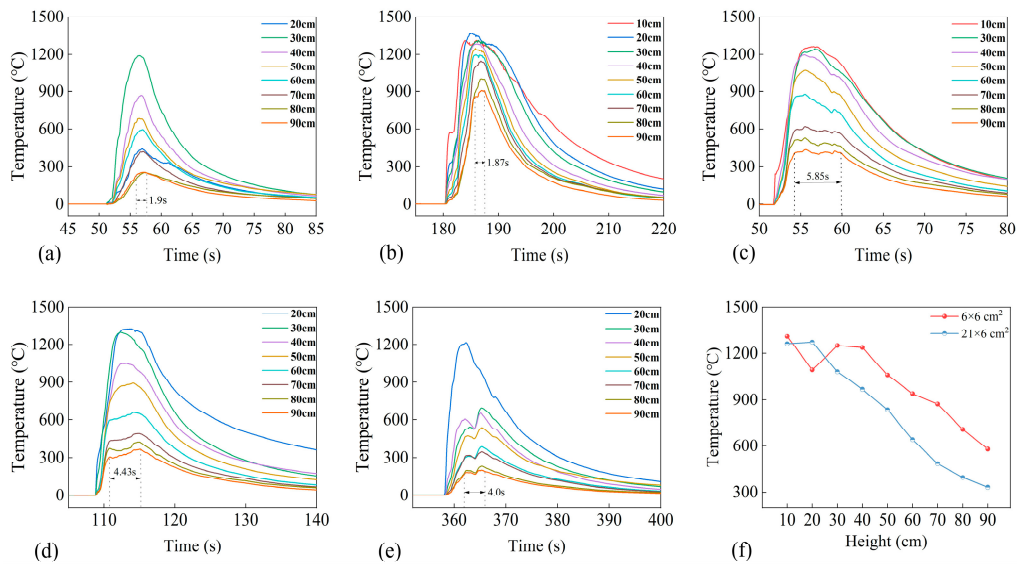 1500
1200
900
600
300
0
Temperature (℃)
20cm
30cm
40cm
50cm
60cm
70cm
80cm
90cm
1.9s
45 50 55 60 65 70 75 80 85
Time (s)
(a)
1500
1200
900
600
300
0
Temperature (℃)
10cm
20cm
30cm
40cm
50cm
60cm
70cm
80cm
90cm
1.87s
180 190 200 210 220
Time (s)
(b)
1500
1200
900
600
300
0
Temperature (℃)
10cm
30cm
40cm
50cm
60cm
70cm
80cm
90cm
5.85s
50 55 60 65 70 75 80
Time (s)
(c)
1500
1200
900
600
300
0
Temperature (℃)
20cm
30cm
40cm
50cm
60cm
70cm
80cm
90cm
4.43s
110 120 130 140
Time (s)
(d)
1500
1200
900
600
300
0
Temperature (℃)
20cm
30cm
40cm
50cm
60cm
70cm
80cm
90cm
4.0s
360 370 380 390 400
Time (s)
(e)
1500
1200
900
600
300
Temperature (℃)
6×6 cm²
21×6 cm²
10 20 30 40 50 60 70 80 90
Height (cm)
(f)